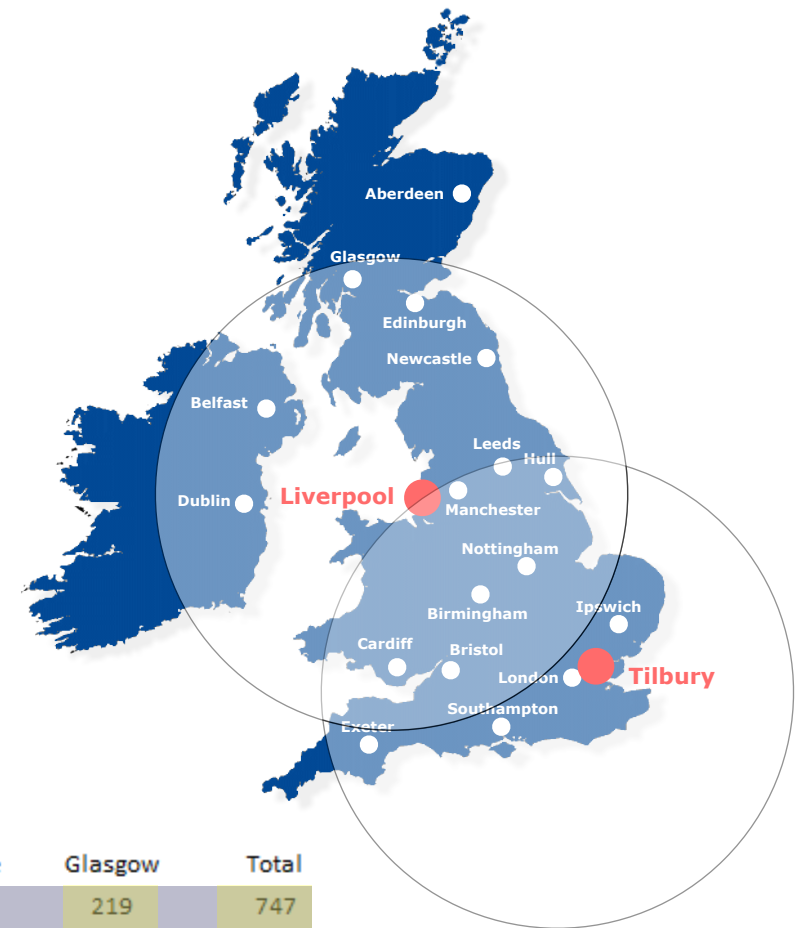 Aberdeen
Glasgow
Edinburgh
Newcastle
Belfast
Leeds
Hull
Liverpool
Dublin
Manchester
Nottingham
Ipswich
Birmingham
Cardiff
Bristol
London
Tilbury
Southampton
Exeter
Glasgow Total
219 747